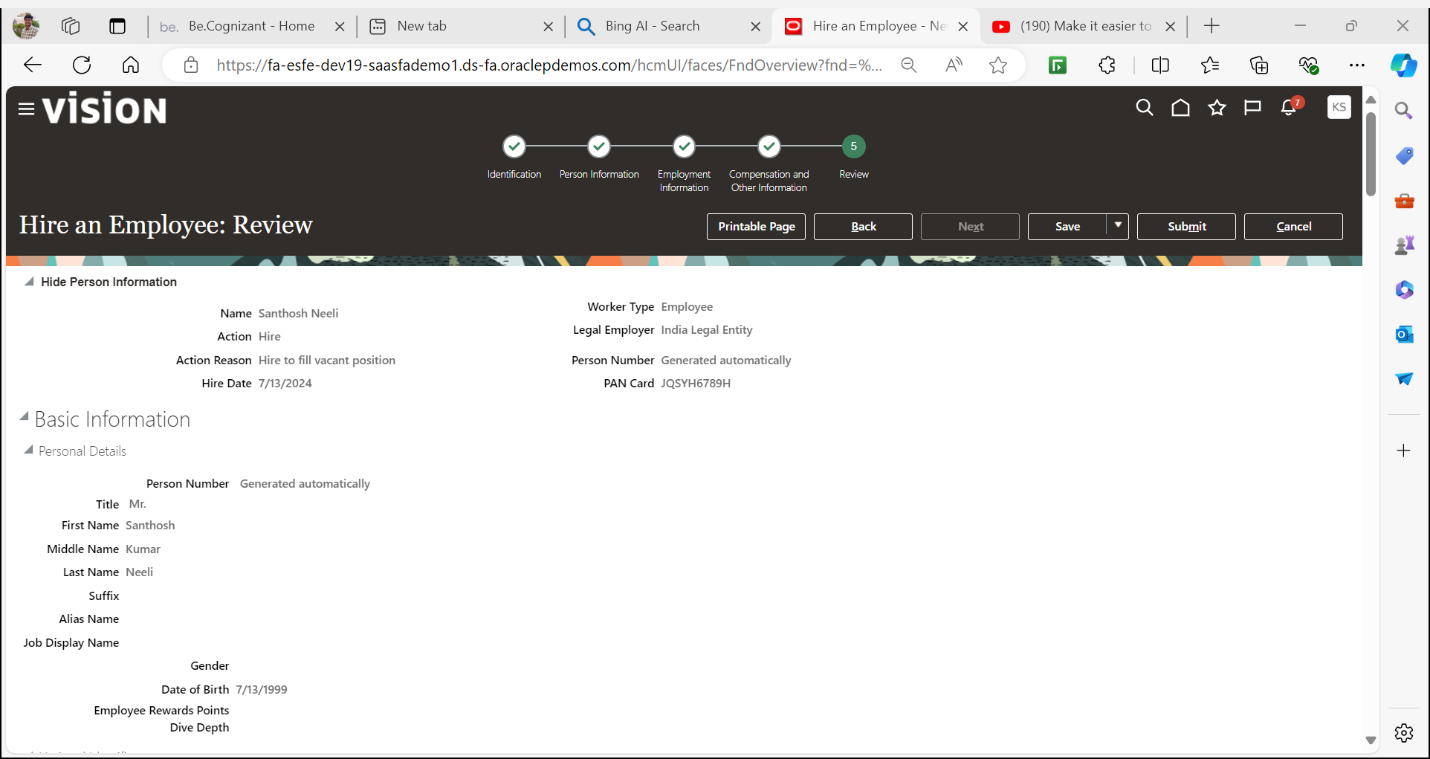 be. Be.Cognizant - Home
New tab
Bing AI - Search
Hire an Employee - Ne
(190) Make it easier to
https://fa-esfe-dev19-saasfademo1.ds-fa.oraclepdemos.com/hcmUI/faces/FndOverview?fnd=%...
vision
7
KS
5
Identification
Person Information
Employment
Information
Compensation and
Other Information
Review
Hire an Employee: Review
Printable Page
Back
Next
Save
Submit
Cancel
Hide Person Information
Name Santhosh Neeli
Action Hire
Action Reason Hire to fill vacant position
Hire Date 7/13/2024
Worker Type Employee
Legal Employer India Legal Entity
Person Number Generated automatically
PAN Card JQSYH6789H
Basic Information
Personal Details
Person Number Generated automatically
Title Mr.
First Name Santhosh
Middle Name Kumar
Last Name Neeli
Suffix
Alias Name
Job Display Name
Gender
Date of Birth 7/13/1999
Employee Rewards Points
Dive Depth